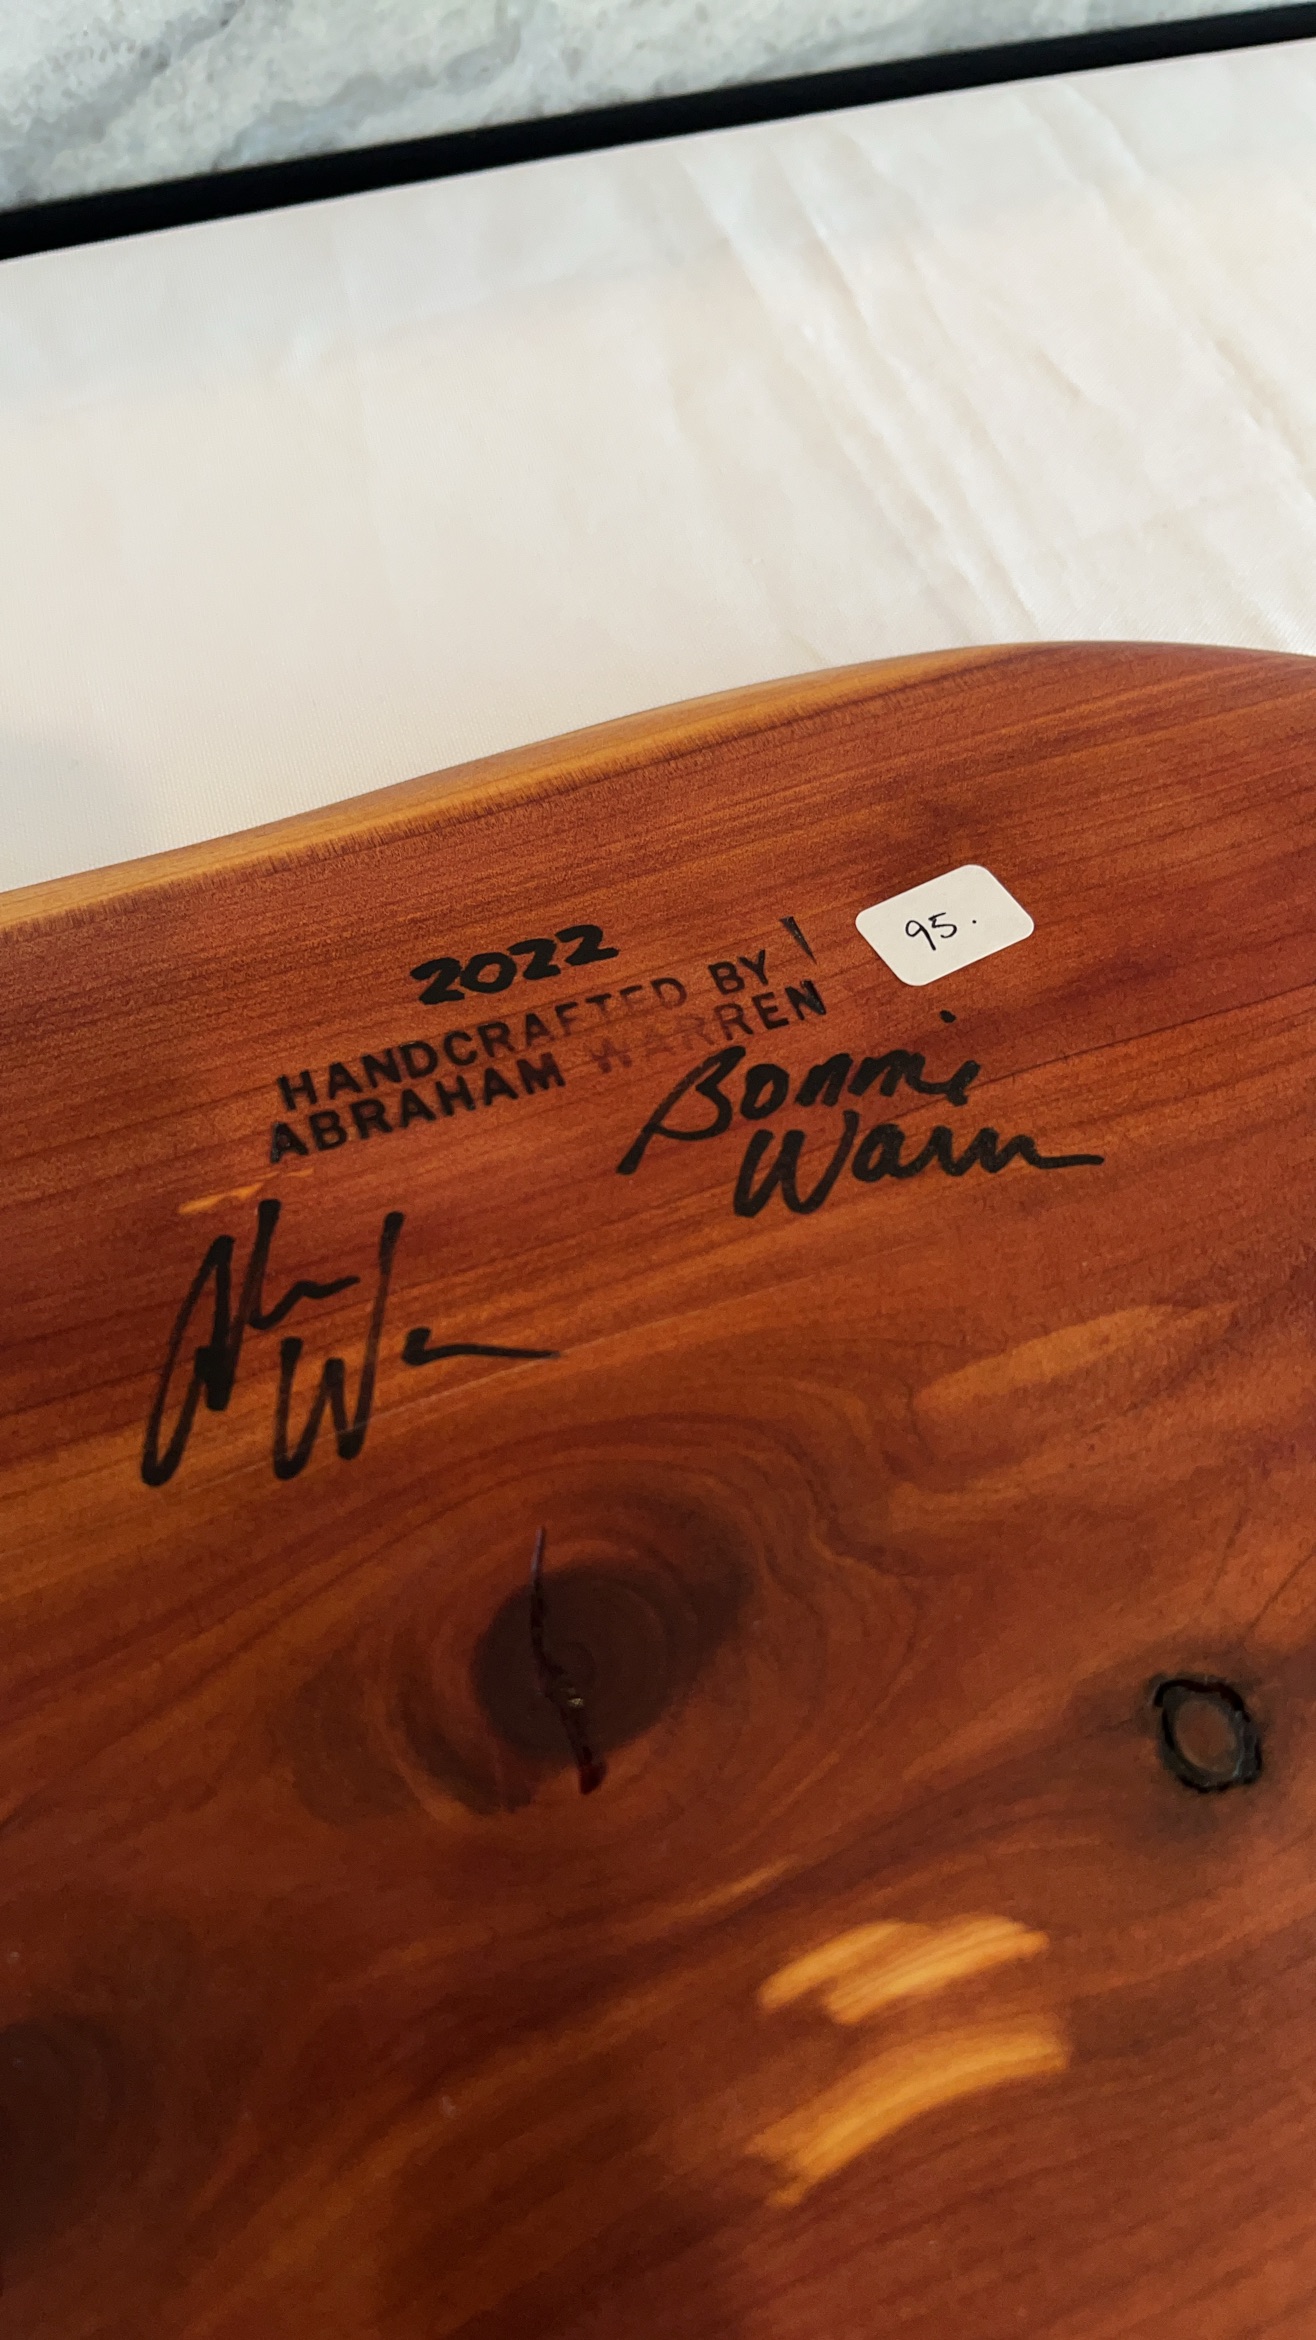 2022
95.
HANDCRAFTED BY
ABRAHAM WARREN
Bonnie
Warren